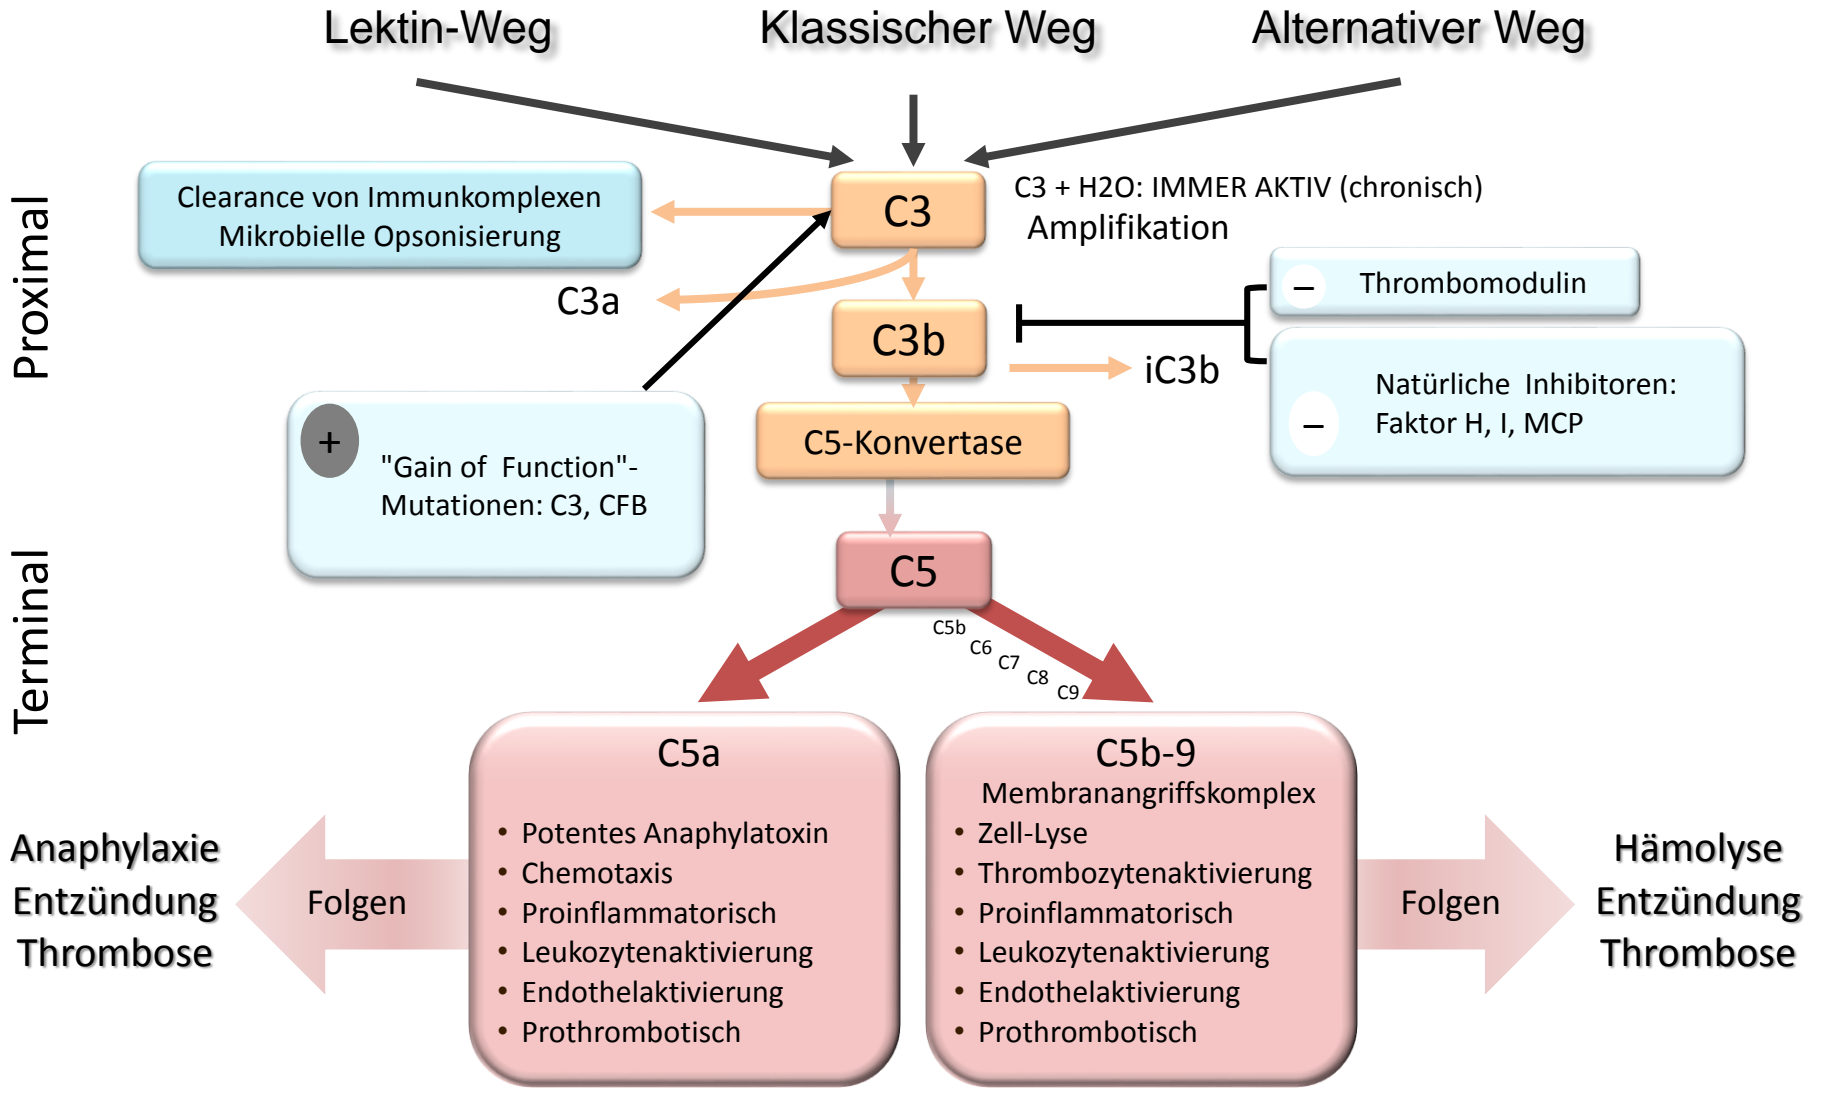 Lektin-Weg
Klassischer Weg
Alternativer Weg
Proximal
Clearance von Immunkomplexen
Mikrobielle Opsonisierung
C3
C3 + H2O: IMMER AKTIV (chronisch)
Amplifikation
C3a
C3b
iC3b
− Thrombomodulin
Natürliche Inhibitoren:
− Faktor H, I, MCP
+
"Gain of Function"-
Mutationen: C3, CFB
C5-Konvertase
Terminal
C5
C5b
C6
C7
C8
C9
C5a
• Potentes Anaphylatoxin
• Chemotaxis
• Proinflammatorisch
• Leukozytenaktivierung
• Endothelaktivierung
• Prothrombotisch
C5b-9
Membranangriffskomplex
• Zell-Lyse
• Thrombozytenaktivierung
• Proinflammatorisch
• Leukozytenaktivierung
• Endothelaktivierung
• Prothrombotisch
Folgen
Anaphylaxie
Entzündung
Thrombose
Folgen
Hämolyse
Entzündung
Thrombose